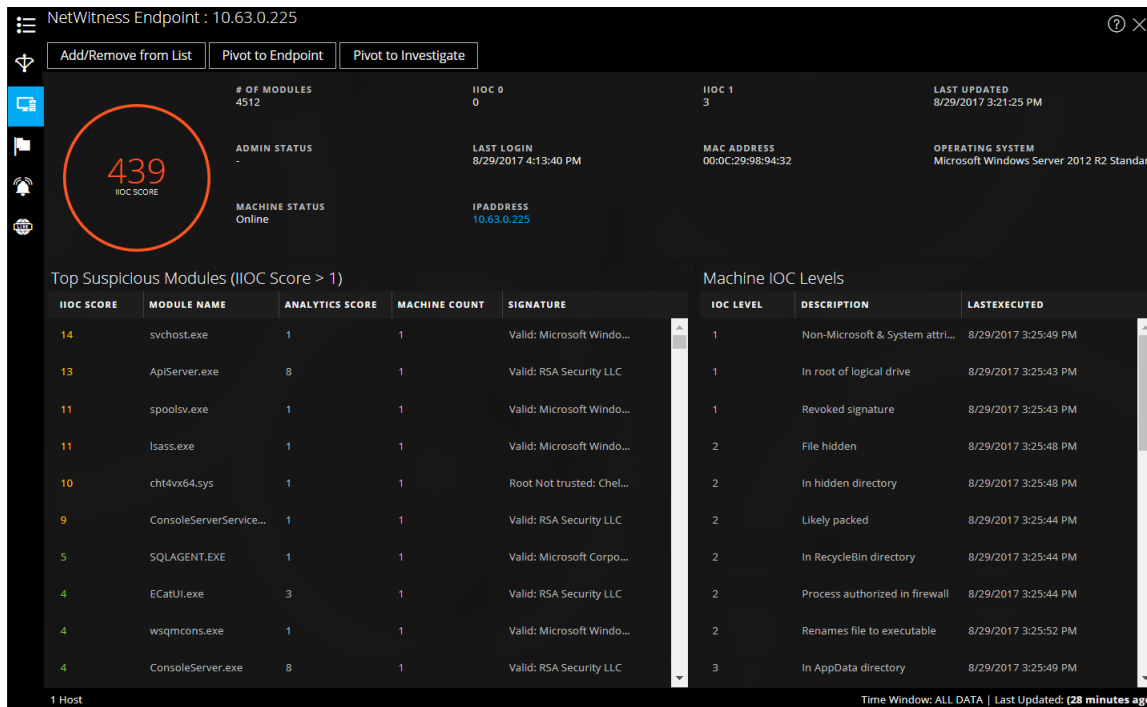 NetWitness Endpoint : 10.63.0.225
Add/Remove from List Pivot to Endpoint Pivot to Investigate
439
IIOC SCORE
# OF MODULES
4512
IIOC 0
0
IIOC 1
3
LAST UPDATED
8/29/2017 3:21:25 PM
ADMIN STATUS
-
LAST LOGIN
8/29/2017 4:13:40 PM
MAC ADDRESS
00:0C:29:98:94:32
OPERATING SYSTEM
Microsoft Windows Server 2012 R2 Standar
MACHINE STATUS
Online
IPADDRESS
10.63.0.225
LIVE
Top Suspicious Modules (IIOC Score > 1)
IIOC SCORE MODULE NAME ANALYTICS SCORE MACHINE COUNT SIGNATURE
14 svchost.exe 1 1 Valid: Microsoft Windo...
13 ApiServer.exe 8 1 Valid: RSA Security LLC
11 spoolsv.exe 1 1 Valid: Microsoft Windo...
11 lsass.exe 1 1 Valid: Microsoft Windo...
10 cht4vx64.sys 1 1 Root Not trusted: Chel...
9 ConsoleServerService... 1 1 Valid: RSA Security LLC
5 SQLAGENT.EXE 1 1 Valid: Microsoft Corpo...
4 ECatUI.exe 3 1 Valid: RSA Security LLC
4 wsqmcons.exe 1 1 Valid: Microsoft Windo...
4 ConsoleServer.exe 8 1 Valid: RSA Security LLC
Machine IOC Levels
IOC LEVEL DESCRIPTION LASTEXECUTED
1 Non-Microsoft & System attri... 8/29/2017 3:25:49 PM
1 In root of logical drive 8/29/2017 3:25:43 PM
1 Revoked signature 8/29/2017 3:25:43 PM
2 File hidden 8/29/2017 3:25:48 PM
2 In hidden directory 8/29/2017 3:25:48 PM
2 Likely packed 8/29/2017 3:25:44 PM
2 In RecycleBin directory 8/29/2017 3:25:44 PM
2 Process authorized in firewall 8/29/2017 3:25:44 PM
2 Renames file to executable 8/29/2017 3:25:52 PM
3 In AppData directory 8/29/2017 3:25:49 PM
1 Host
Time Window: ALL DATA | Last Updated: (28 minutes ago